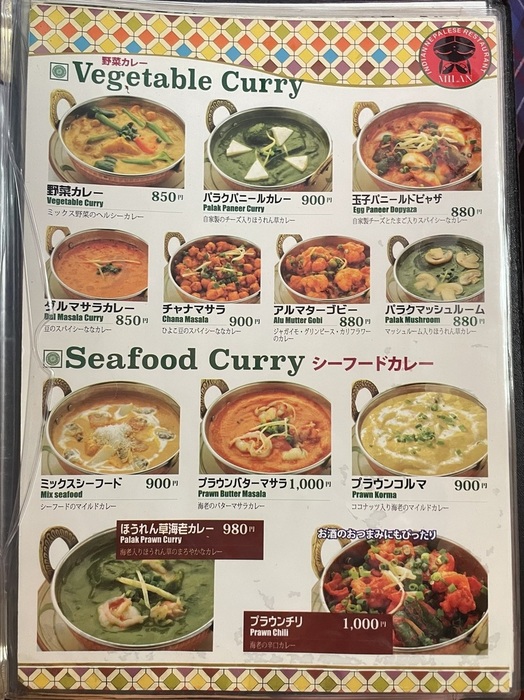 野菜カレー
Vegetable Curry
INDIAN NEPALESE RESTAURANT
MILAN
野菜カレー 850円
Vegetable Curry
ミックス野菜のヘルシーカレー
パラクパニールカレー 900円
Palak Paneer Curry
自家製のチーズ入りほうれん草カレー
玉子パニールドピャザ
Egg Paneer Dopyaza 880円
自家製チーズとたまご入りスパイシーなカレー
ダルマサラカレー
Dal Masala Curry 850円
豆のスパイシーなカレー
チャナマサラ
Chana Masala 900円
ひよこ豆のスパイシーなカレー
アルマターゴビー
Alu Mutter Gobi 880円
ジャガイモ・グリンピース・カリフラワー
のカレー
パラクマッシュルーム
Palak Mushroom 880円
マッシュルーム入りほうれん草カレー
Seafood Curry シーフードカレー
ミックスシーフード 900円
Mix seafood
シーフードのマイルドカレー
プラウンバターマサラ 1,000円
Prawn Butter Masala
海老のバターマサラカレー
プラウンコルマ 900円
Prawn Korma
ココナッツ入り海老のマイルドカレー
ほうれん草海老カレー 980円
Palak Prawn Curry
海老入りほうれん草のまろやかなカレー
お酒のおつまみにもぴったり
プラウンチリ 1,000円
Prawn Chili
海老の辛口カレー